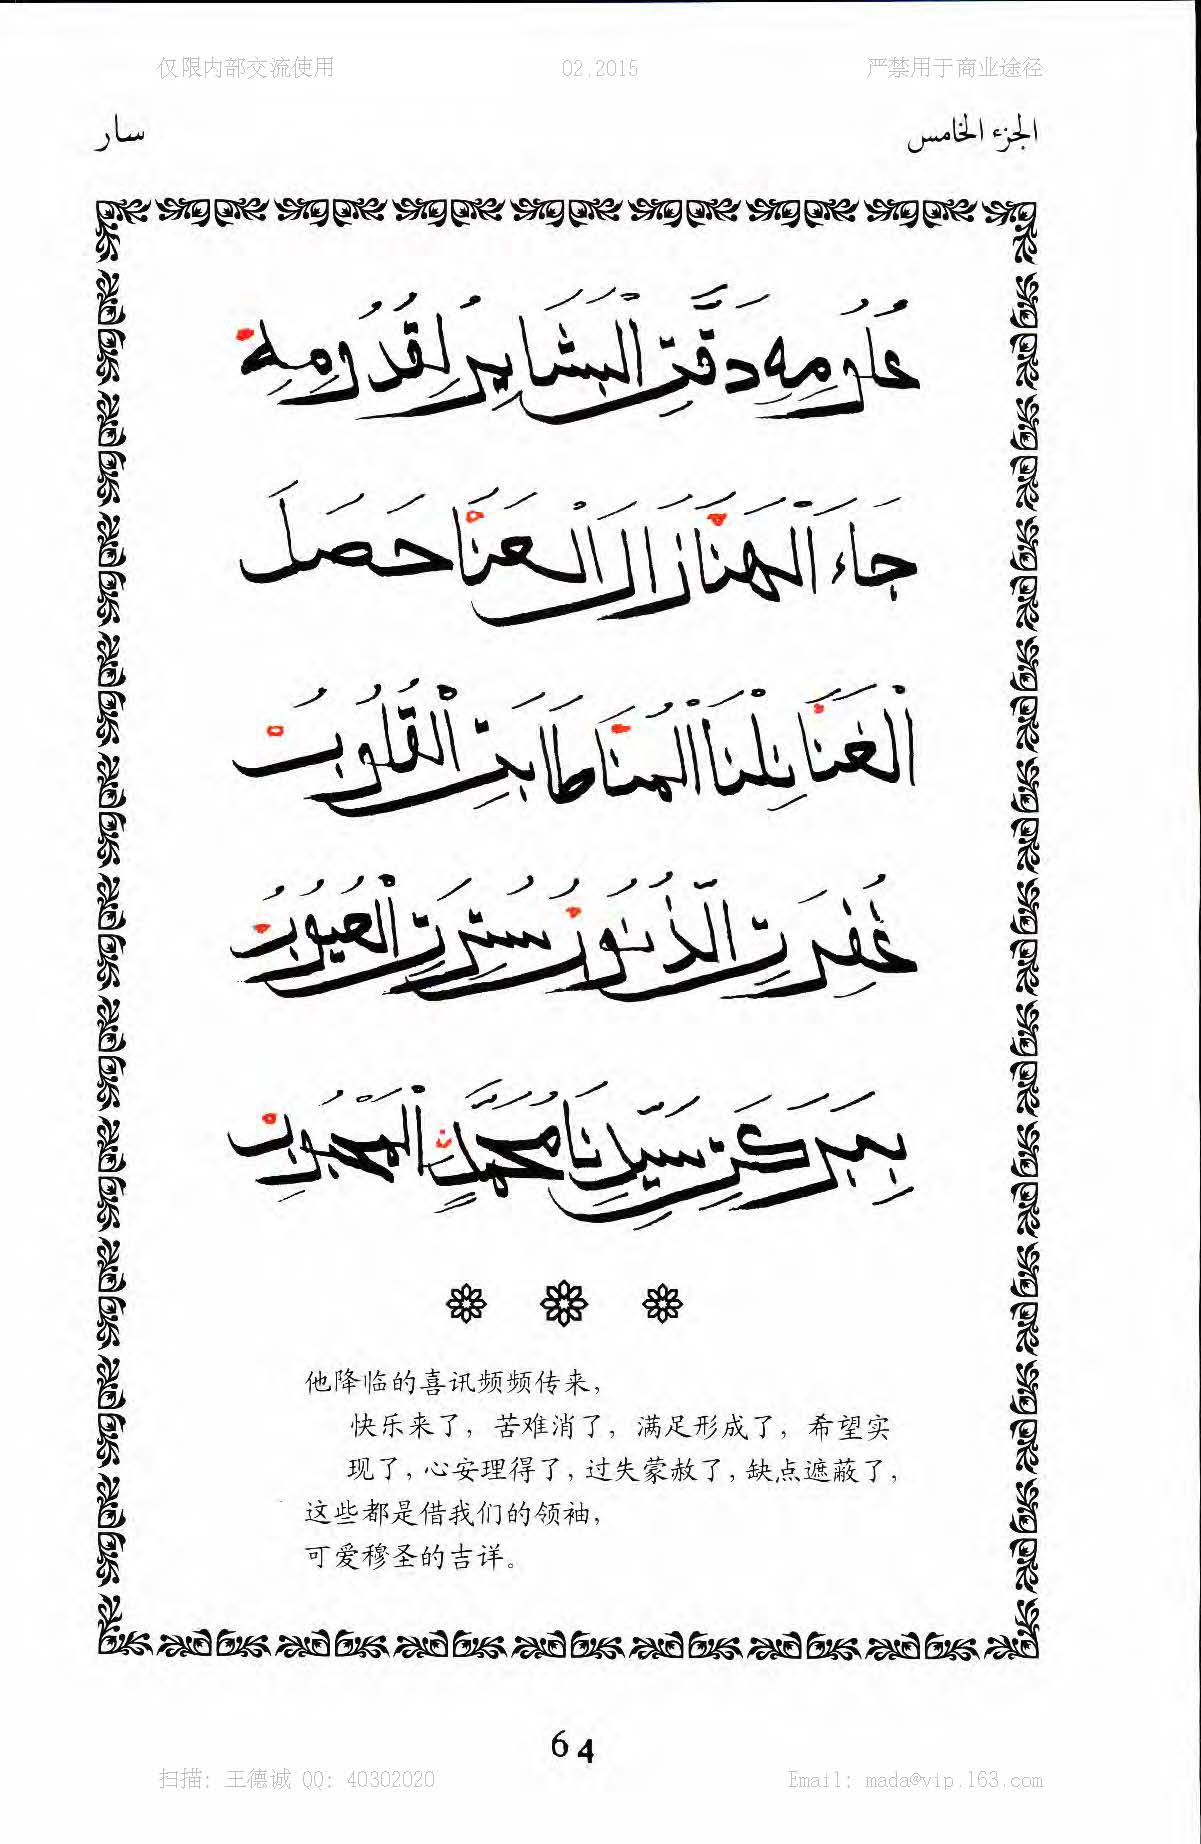 仅限内部交流使用 02.2015 严禁用于商业途径
الجزء الخامس سار
عُلُومِهِ دَقَّتِ الْبَشَايِرُ لِقُدُومِهِ
جَاءَ الْهَنَا زَالَ الْعَنَا حَصَلَ
الْغَنَا نِلْنَا الْمُنَا طَابَتِ الْقُلُوبُ
غُفِرَتِ الذُّنُوبُ سُتِرَتِ الْعُيُوبُ
بِبَرَكَتِ سَيِّدِنَا مُحَمَّدٍ الْمَحْبُوبِ
他降临的喜讯频频传来，
快乐来了，苦难消了，满足形成了，希望实
现了，心安理得了，过失蒙赦了，缺点遮蔽了，
这些都是借我们的领袖，
可爱穆圣的吉详。
64
扫描: 王德诚 QQ: 40302020 Email: mada@vip.163.com